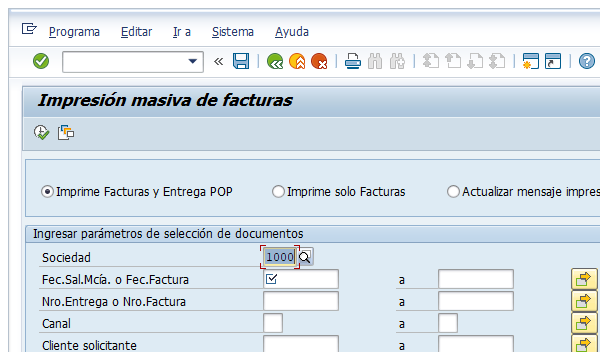 Programa Editar Ir a Sistema Ayuda
Impresión masiva de facturas
Imprime Facturas y Entrega POP Imprime solo Facturas Actualizar mensaje impres
Ingresar parámetros de selección de documentos
Sociedad 1000
Fec.Sal.Mcía. o Fec.Factura a
Nro.Entrega o Nro.Factura a
Canal a
Cliente solicitante a